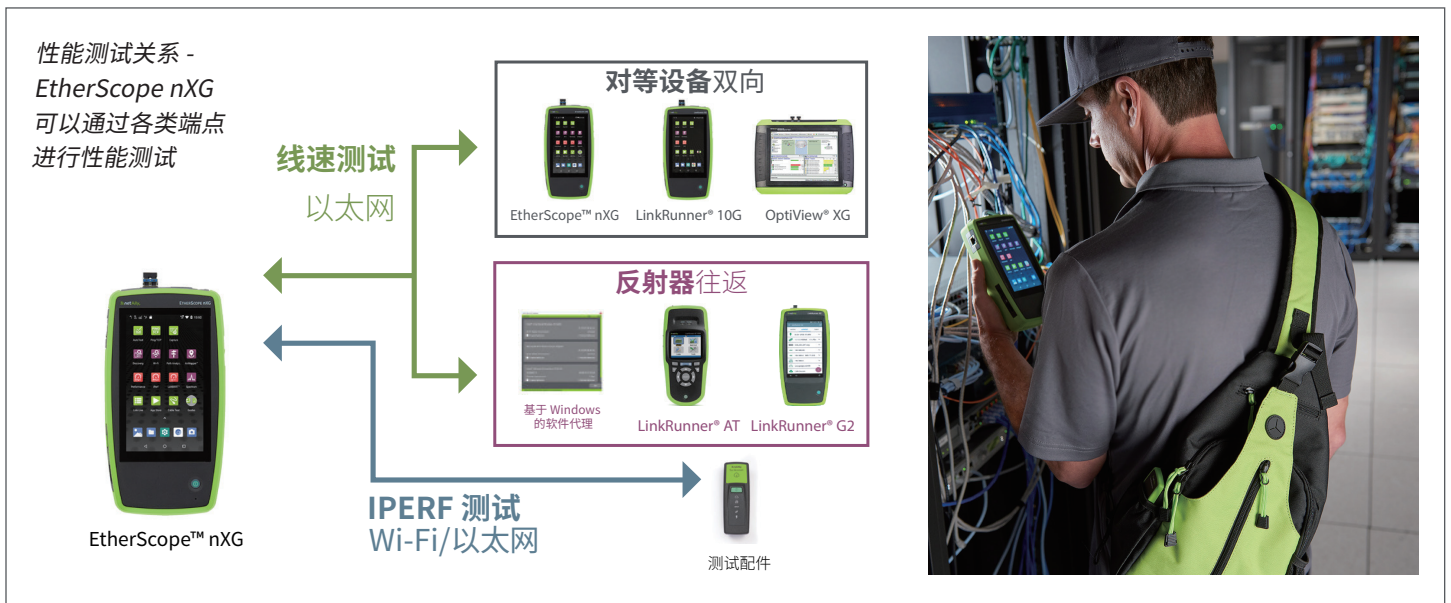 性能测试关系 -
EtherScope nXG
可以通过各类端点
进行性能测试
线速测试
以太网
对等设备双向
EtherScope™ nXG
LinkRunner® 10G
OptiView® XG
反射器往返
基于 Windows
的软件代理
LinkRunner® AT
LinkRunner® G2
EtherScope™ nXG
IPERF 测试
Wi-Fi/以太网
测试配件